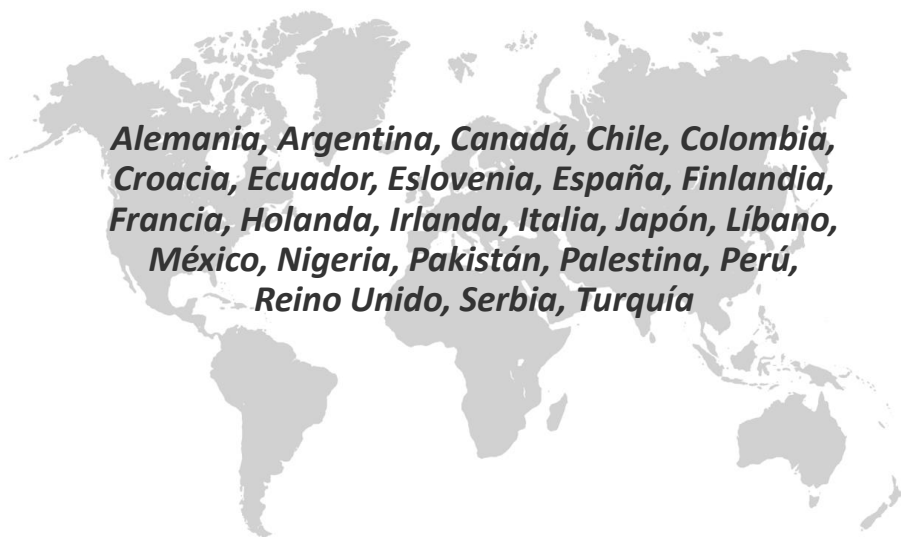 Alemania, Argentina, Canadá, Chile, Colombia,
Croacia, Ecuador, Eslovenia, España, Finlandia,
Francia, Holanda, Irlanda, Italia, Japón, Líbano,
México, Nigeria, Pakistán, Palestina, Perú,
Reino Unido, Serbia, Turquía